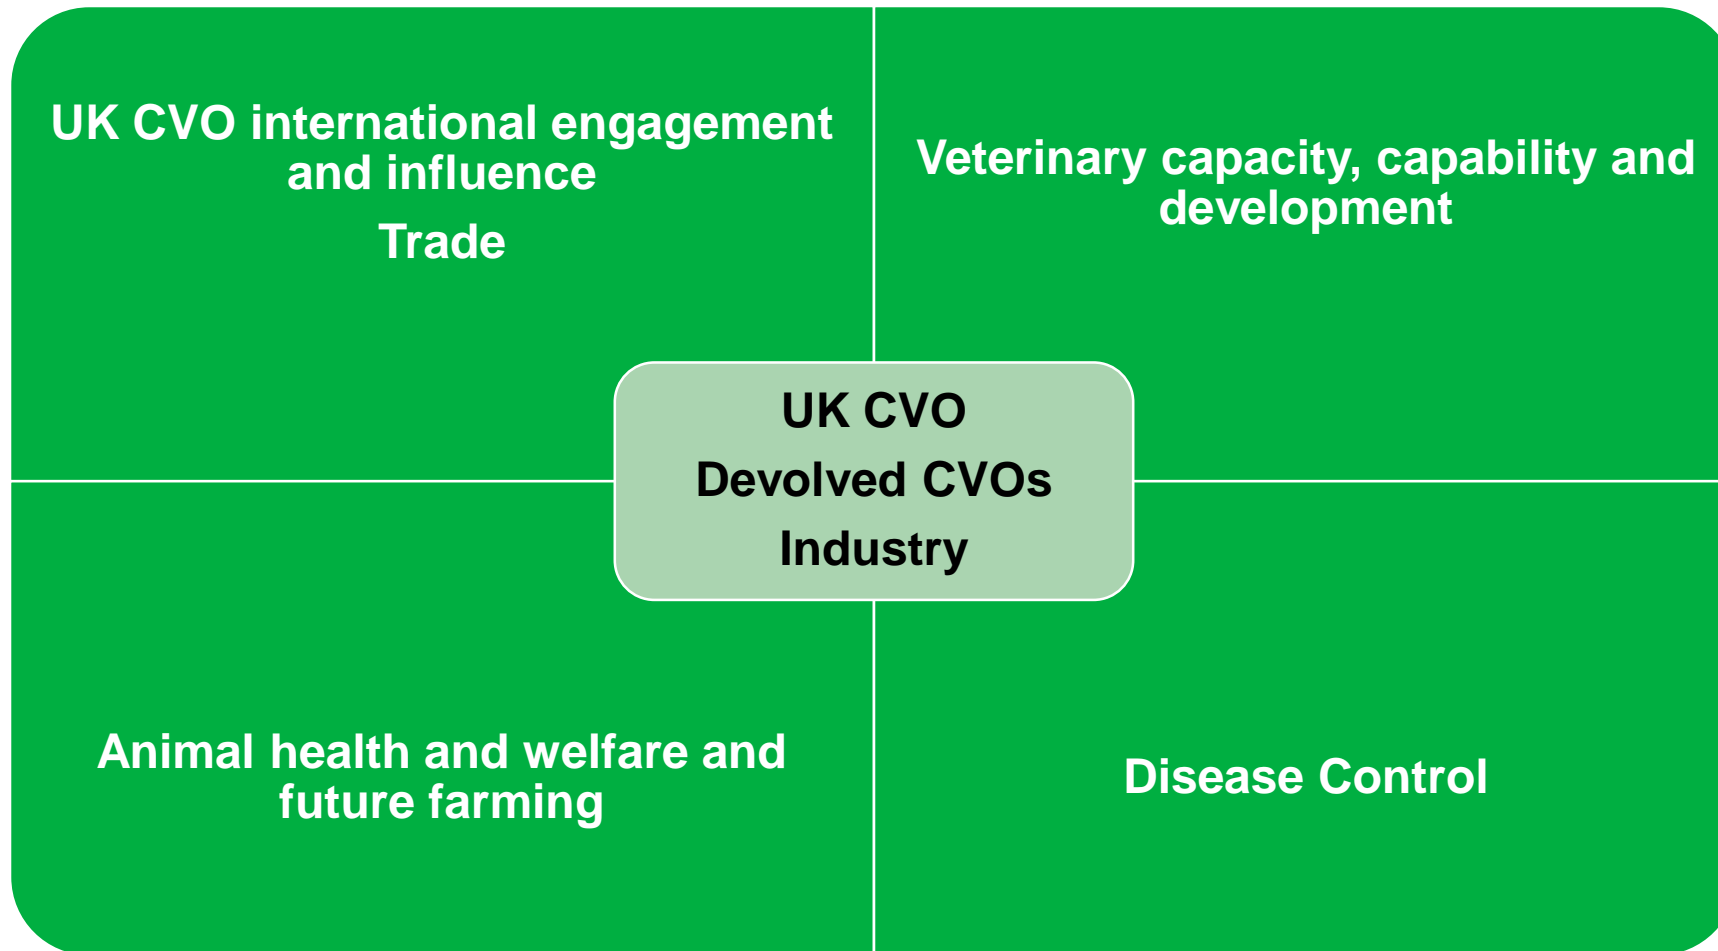 UK CVO international engagement
and influence
Trade
Veterinary capacity, capability and
development
UK CVO
Devolved CVOs
Industry
Animal health and welfare and
future farming
Disease Control